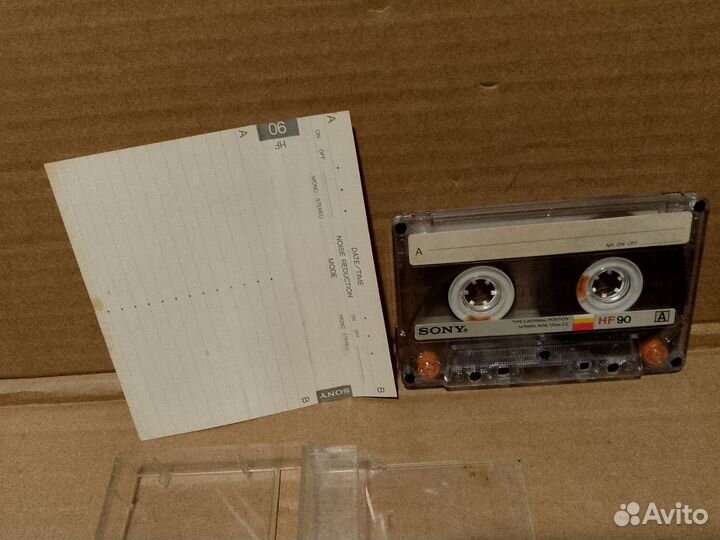 A
90
HF
A
ON OFF
MONO STEREO
DATE/TIME
NOISE REDUCTION
MODE
ON OFF
MONO STEREO
B
SONY
B
A
NR ON OFF
SONY
TYPE I (NORMAL) POSITION
NORMAL BIAS 120μs EQ
HF 90
A
Avito